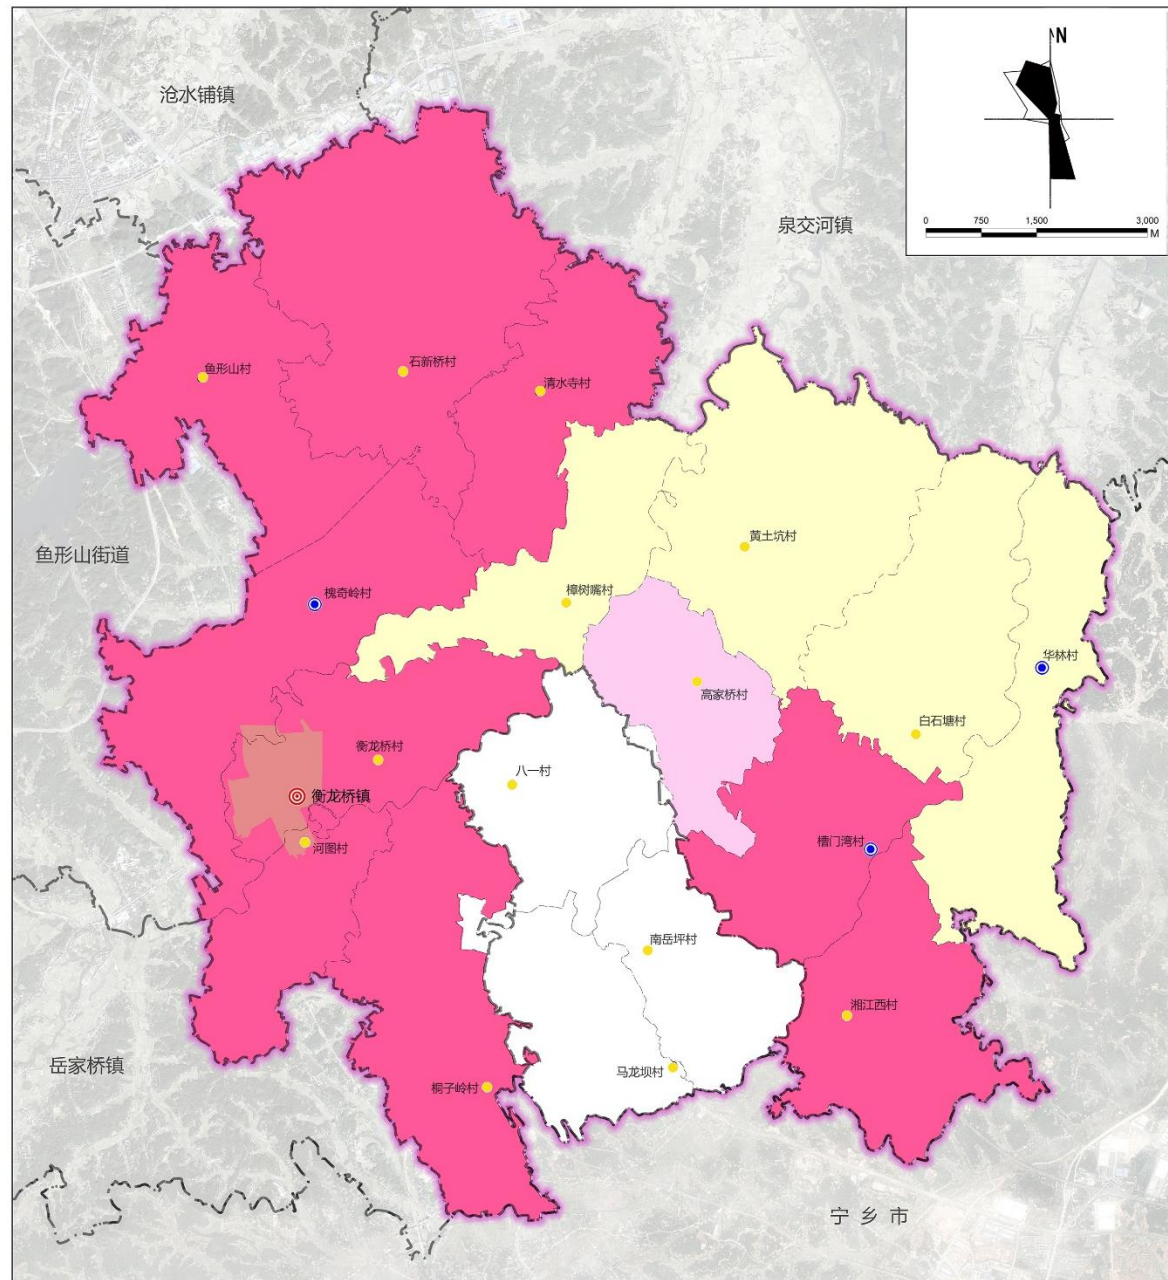 N
0 750 1,500 3,000
M
沧水铺镇
泉交河镇
石新桥村
鱼形山村
清水寺村
黄土坑村
鱼形山街道
槐奇岭村
樟树嘴村
华林村
高家桥村
白石塘村
衡龙桥村
八一村
衡龙桥镇
槽门湾村
河图村
南岳坪村
湘江西村
岳家桥镇
马龙坝村
桐子岭村
宁乡市